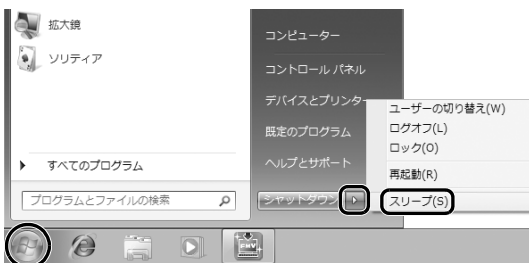 拡大鏡
ソリティア
すべてのプログラム
プログラムとファイルの検索
コンピューター
コントロール パネル
デバイスとプリンター
既定のプログラム
ヘルプとサポート
シャットダウン
ユーザーの切り替え(W)
ログオフ(L)
ロック(O)
再起動(R)
スリープ(S)
FMV